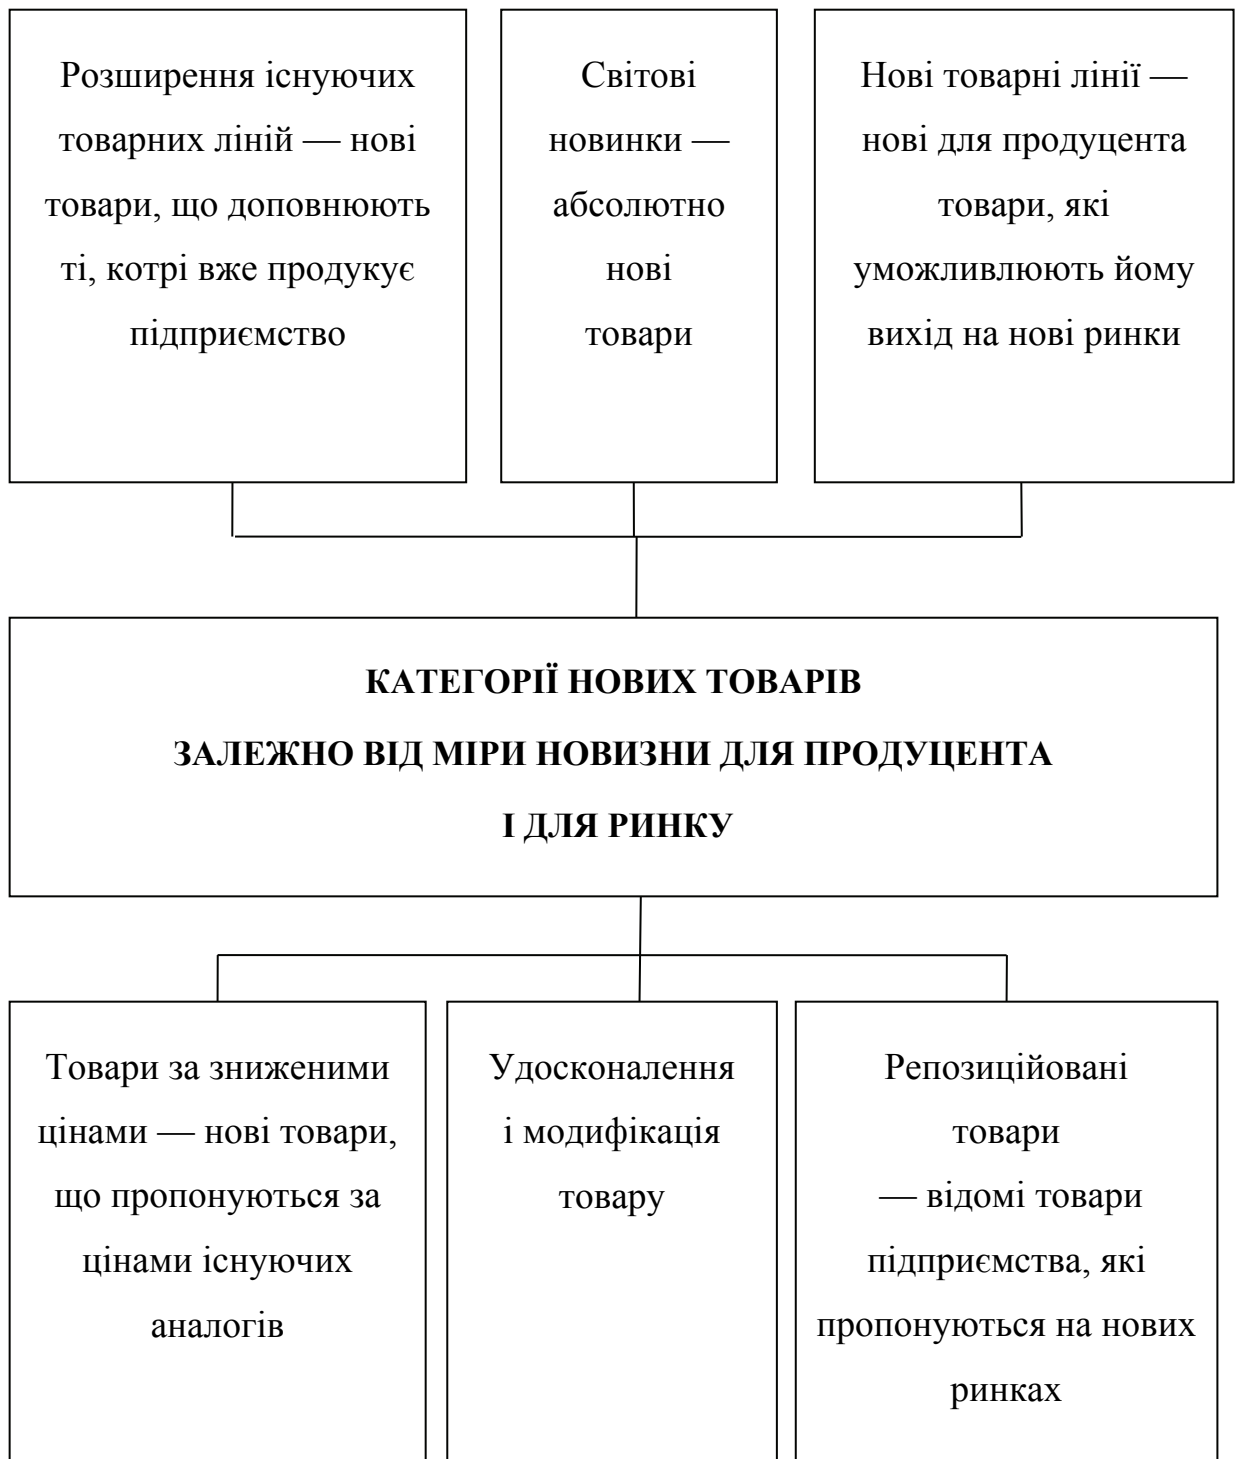 Розширення існуючих
товарних ліній — нові
товари, що доповнюють
ті, котрі вже продукує
підприємство
Світові
новинки —
абсолютно
нові
товари
Нові товарні лінії —
нові для продуцента
товари, які
уможливлюють йому
вихід на нові ринки
КАТЕГОРІЇ НОВИХ ТОВАРІВ
ЗАЛЕЖНО ВІД МІРИ НОВИЗНИ ДЛЯ ПРОДУЦЕНТА
І ДЛЯ РИНКУ
Товари за зниженими
цінами — нові товари,
що пропонуються за
цінами існуючих
аналогів
Удосконалення
і модифікація
товару
Репозиційовані
товари
— відомі товари
підприємства, які
пропонуються на нових
ринках